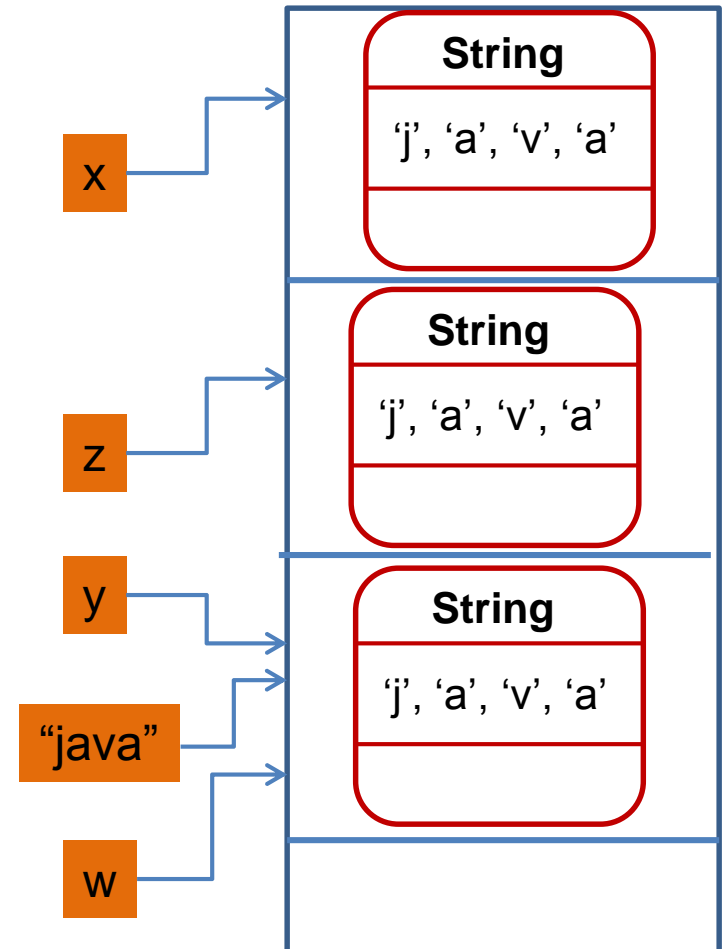 String
‘j’, ‘a’, ‘v’, ‘a’
x
String
‘j’, ‘a’, ‘v’, ‘a’
z
y
String
‘j’, ‘a’, ‘v’, ‘a’
“java”
w